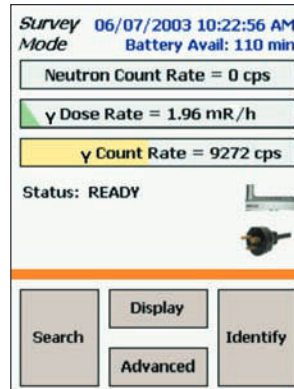 Survey Mode 06/07/2003 10:22:56 AM
Battery Avail: 110 min
Neutron Count Rate = 0 cps
γ Dose Rate = 1.96 mR/h
γ Count Rate = 9272 cps
Status: READY
Search
Display
Advanced
Identify